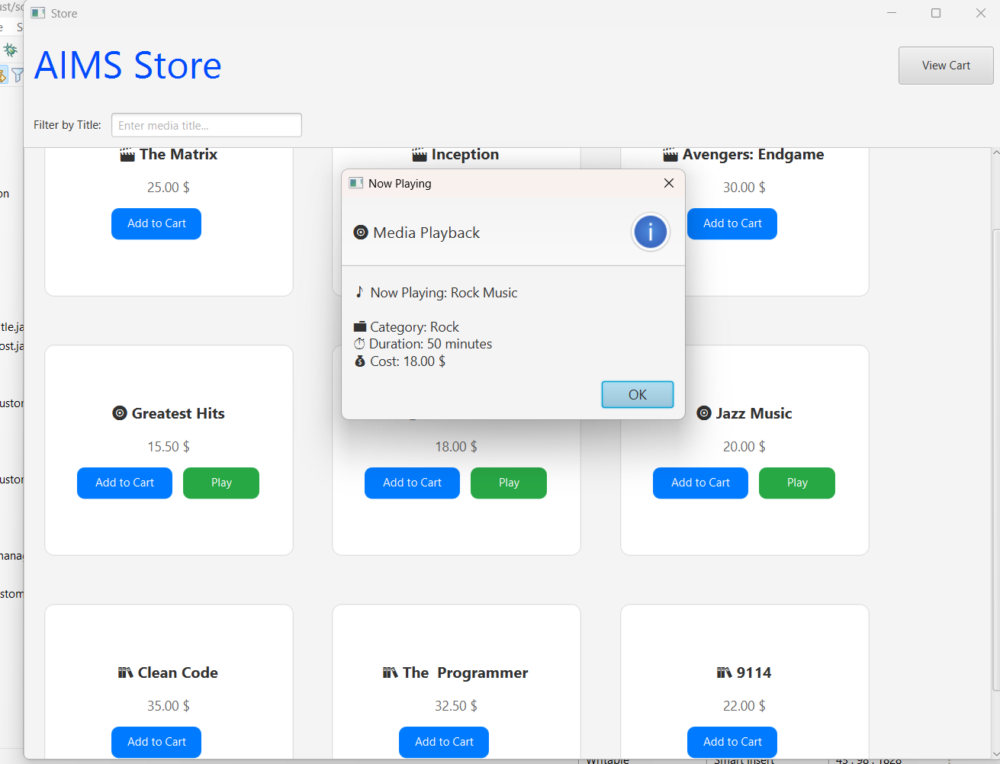 Store
AIMS Store
View Cart
Filter by Title:
Enter media title...
The Matrix
Inception
Avengers: Endgame
25.00 $
30.00 $
Add to Cart
Add to Cart
Now Playing
Media Playback
Now Playing: Rock Music
Category: Rock
Duration: 50 minutes
Cost: 18.00 $
OK
Greatest Hits
Jazz Music
15.50 $
18.00 $
20.00 $
Add to Cart
Play
Add to Cart
Play
Add to Cart
Play
Clean Code
The  Programmer
9114
35.00 $
32.50 $
22.00 $
Add to Cart
Add to Cart
Add to Cart